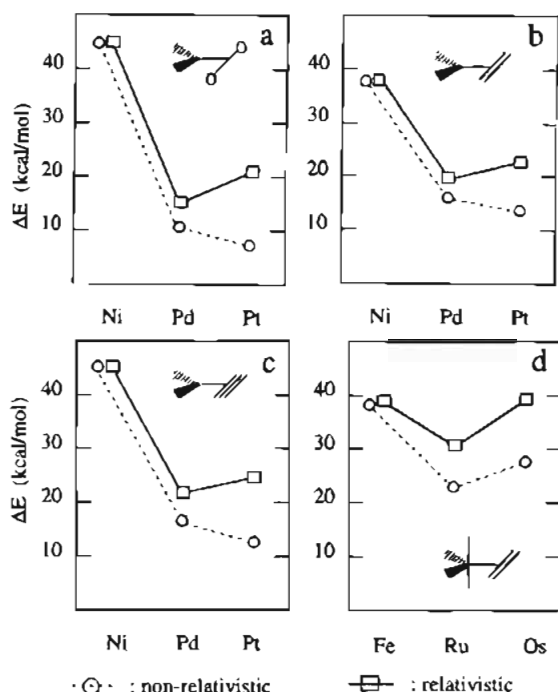 a
b
40
30
20
10
ΔE (kcal/mol)
40
30
20
10
Ni Pd Pt
Ni Pd Pt
c
d
40
30
20
10
ΔE (kcal/mol)
40
30
20
10
Ni Pd Pt
Fe Ru Os
: non-relativistic
: relativistic